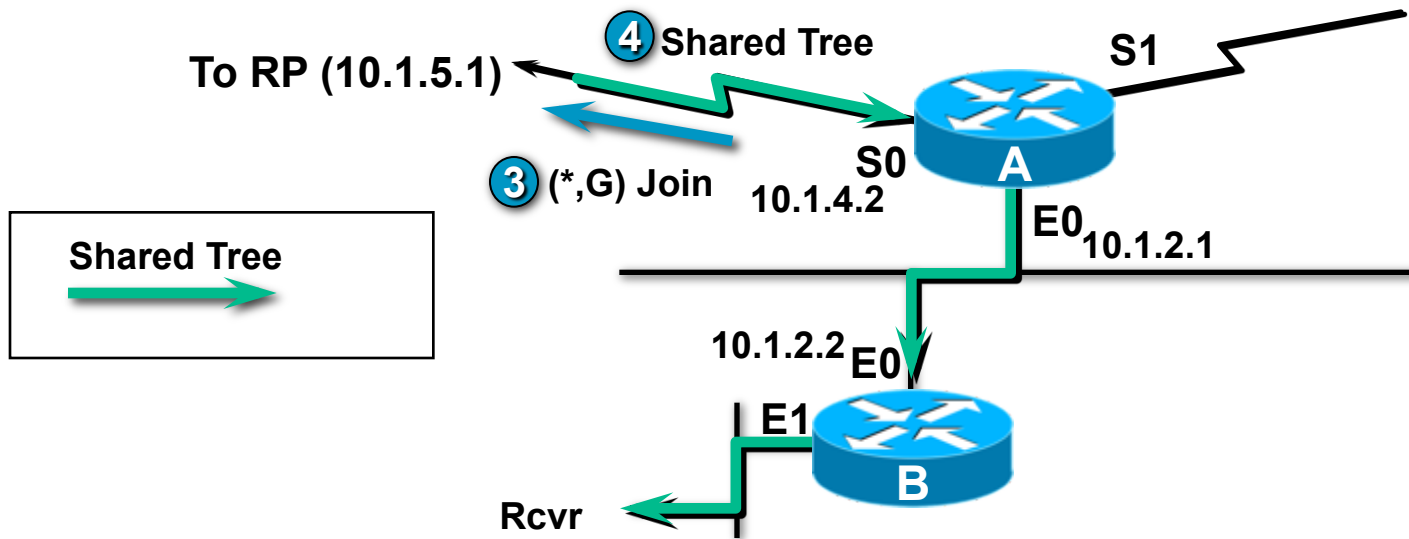 4 Shared Tree
S1
To RP (10.1.5.1)
S0
A
3 (*,G) Join
10.1.4.2
E0
10.1.2.1
Shared Tree
10.1.2.2
E0
E1
B
Rcvr